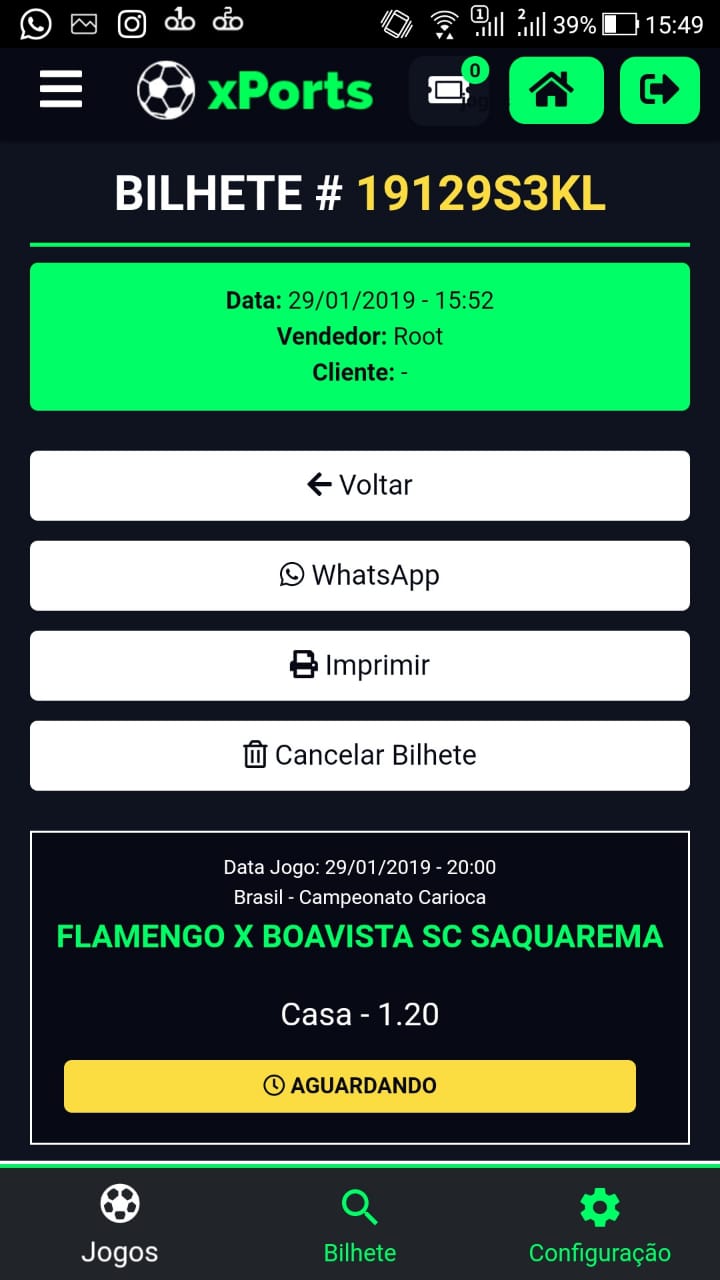 1 2 39% 15:49
xPorts 0
BILHETE # 19129S3KL
Data: 29/01/2019 - 15:52
Vendedor: Root
Cliente: -
Voltar
WhatsApp
Imprimir
Cancelar Bilhete
Data Jogo: 29/01/2019 - 20:00
Brasil - Campeonato Carioca
FLAMENGO X BOAVISTA SC SAQUAREMA
Casa - 1.20
AGUARDANDO
Jogos Bilhete Configuração